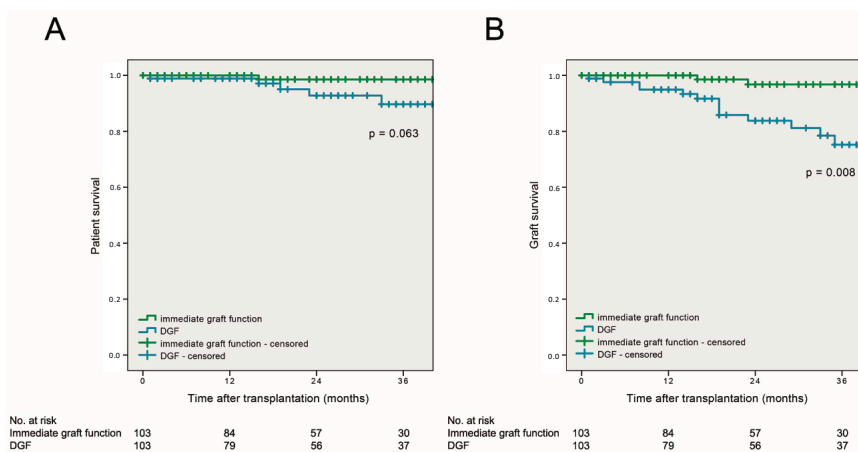 A
1.0
0.8
0.6
0.4
0.2
0.0
Patient survival
p = 0.063
immediate graft function
DGF
immediate graft function - censored
DGF - censored
0 12 24 36
Time after transplantation (months)
No. at risk
Immediate graft function 103 84 57 30
DGF 103 79 56 37
B
1.0
0.8
0.6
0.4
0.2
0.0
Graft survival
p = 0.008
immediate graft function
DGF
immediate graft function - censored
DGF - censored
0 12 24 36
Time after transplantation (months)
No. at risk
Immediate graft function 103 84 57 30
DGF 103 79 56 37